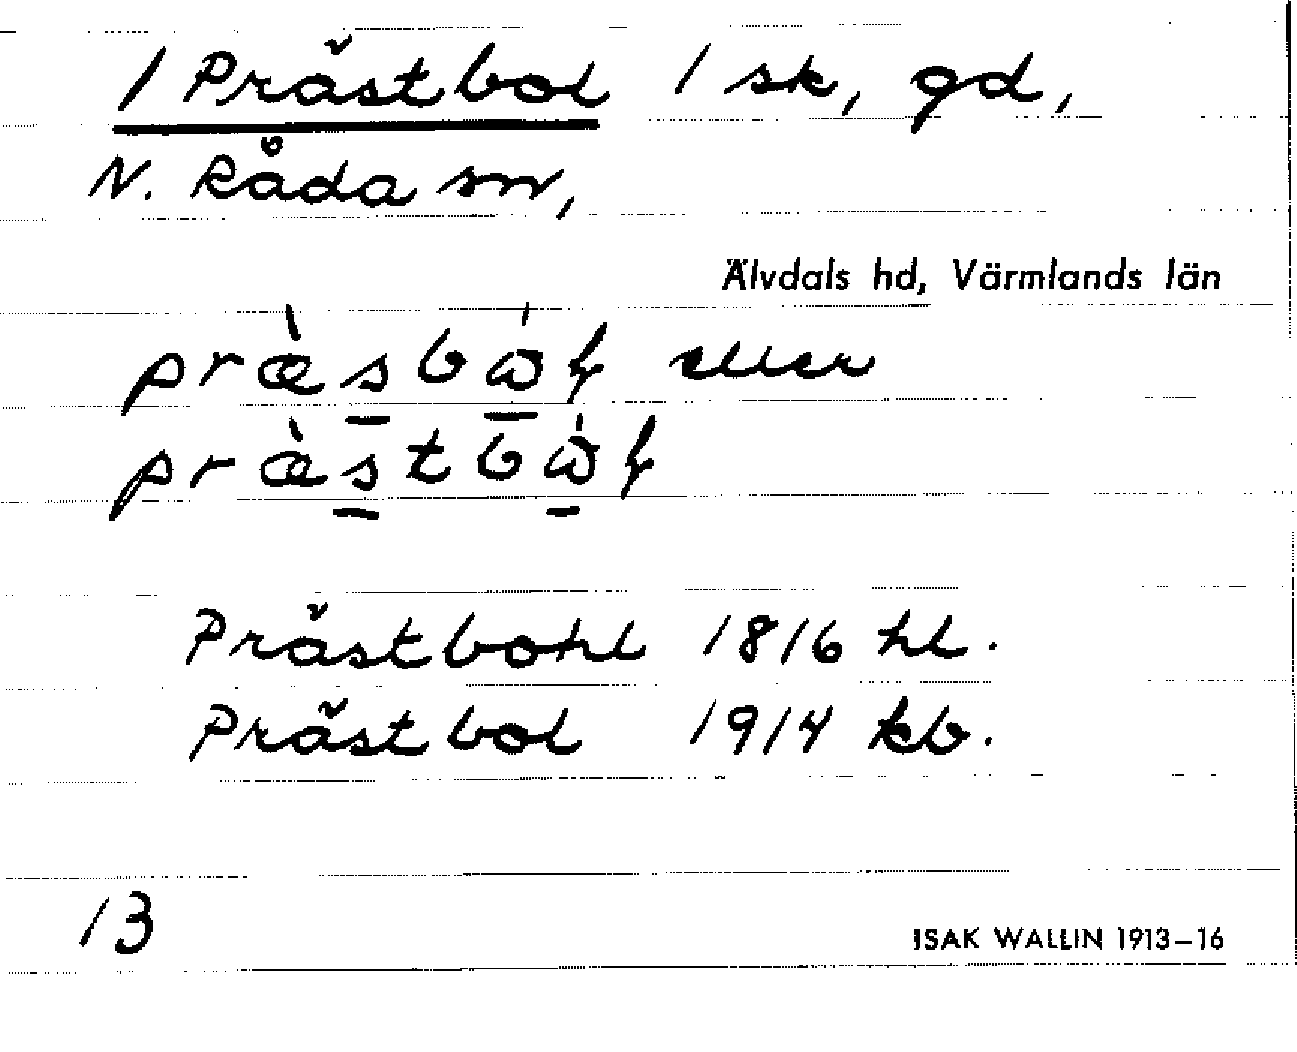 1 Prästbol 1 sk, gd,
N. Råda sn,
Älvdals hd, Värmlands län
eller
Prästbohl 1816 hl.
Prästbol 1914 kb.
13
ISAK WALLIN 1913–16